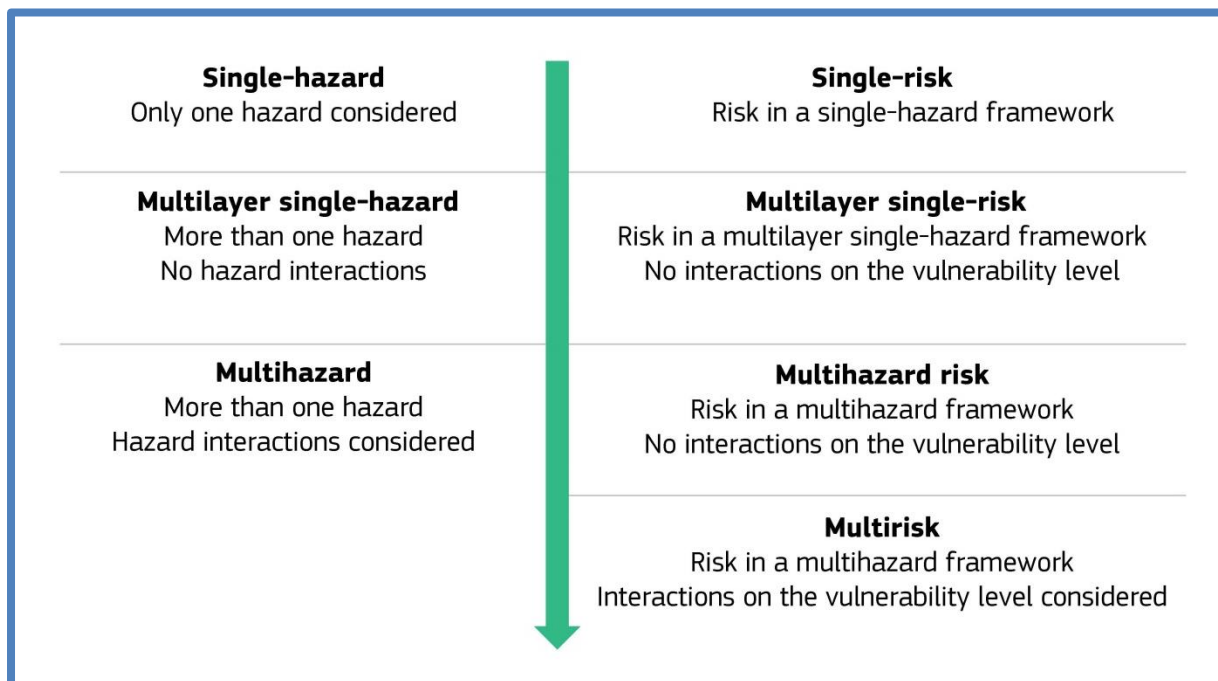 Single-hazard
Only one hazard considered
Single-risk
Risk in a single-hazard framework
Multilayer single-hazard
More than one hazard
No hazard interactions
Multilayer single-risk
Risk in a multilayer single-hazard framework
No interactions on the vulnerability level
Multihazard
More than one hazard
Hazard interactions considered
Multihazard risk
Risk in a multihazard framework
No interactions on the vulnerability level
Multirisk
Risk in a multihazard framework
Interactions on the vulnerability level considered